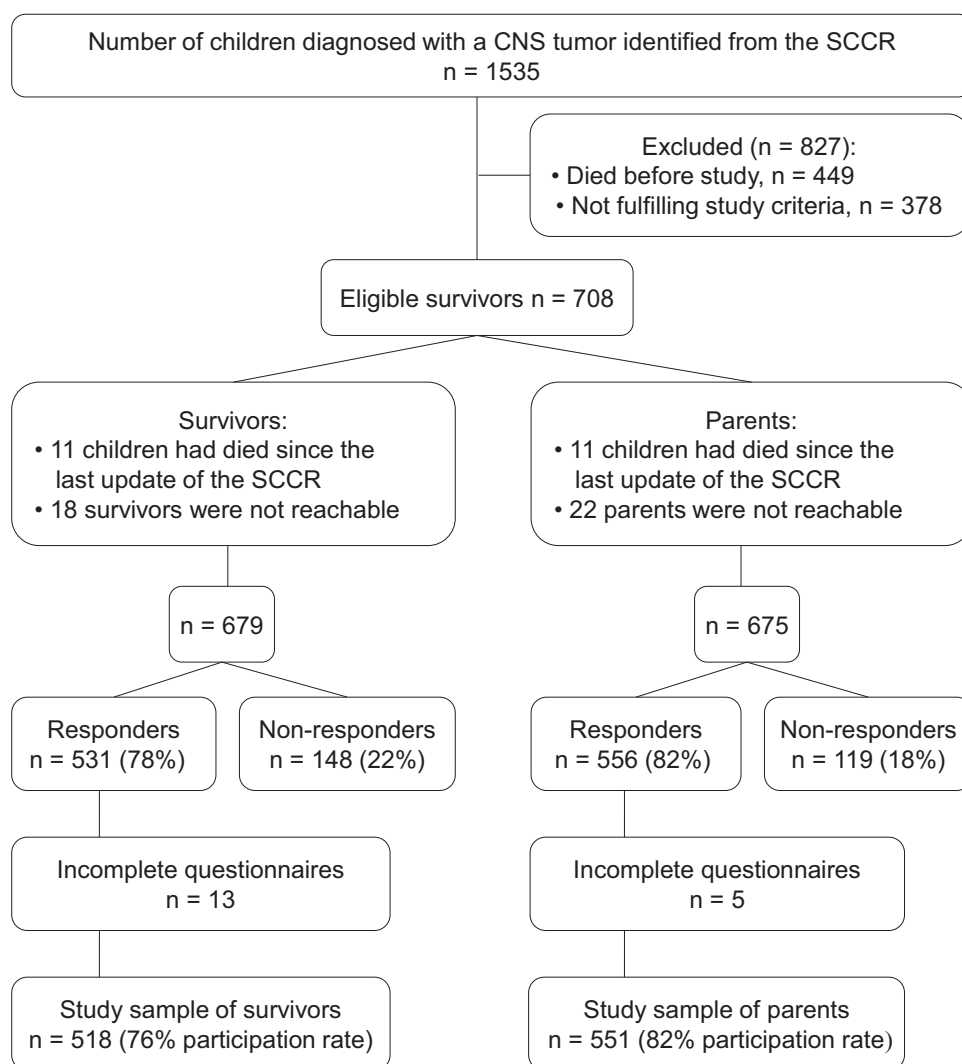 Number of children diagnosed with a CNS tumor identified from the SCCR
n = 1535
Excluded (n = 827):
• Died before study, n = 449
• Not fulfilling study criteria, n = 378
Eligible survivors n = 708
Survivors:
• 11 children had died since the
last update of the SCCR
• 18 survivors were not reachable
Parents:
• 11 children had died since the
last update of the SCCR
• 22 parents were not reachable
n = 679
n = 675
Responders
n = 531 (78%)
Non-responders
n = 148 (22%)
Responders
n = 556 (82%)
Non-responders
n = 119 (18%)
Incomplete questionnaires
n = 13
Incomplete questionnaires
n = 5
Study sample of survivors
n = 518 (76% participation rate)
Study sample of parents
n = 551 (82% participation rate)